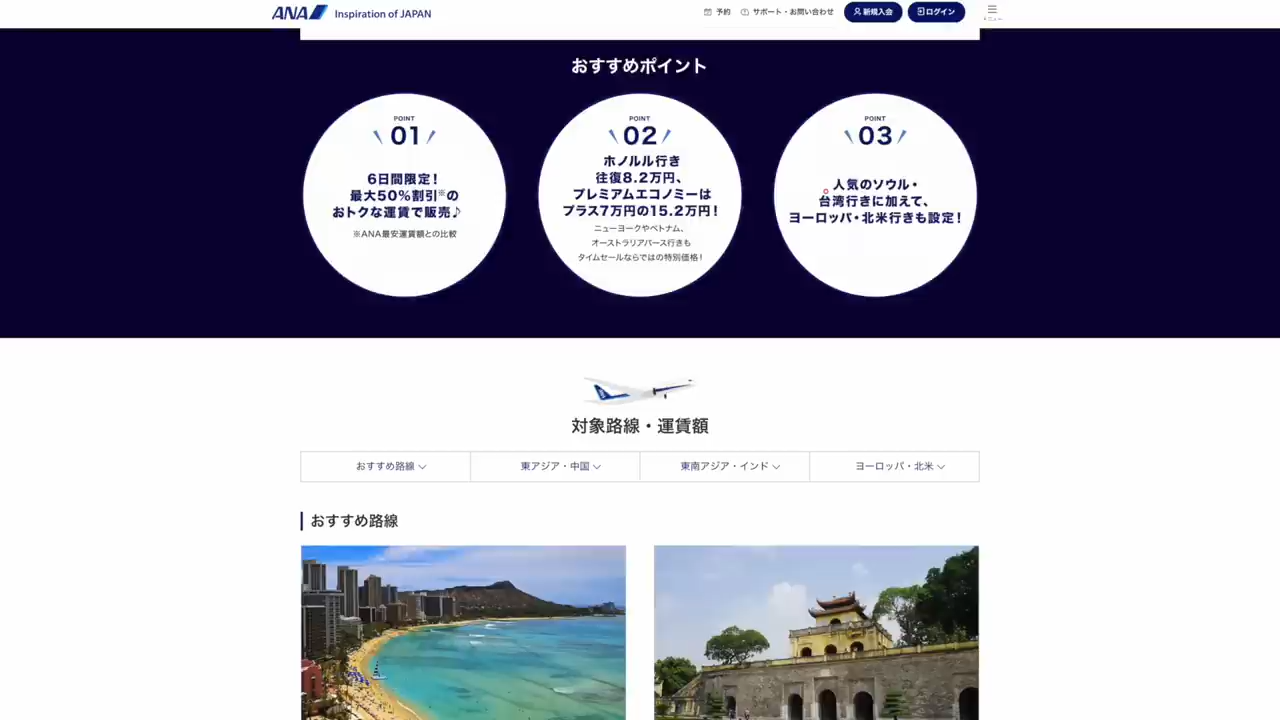 ANA Inspiration of JAPAN
予約
サポート・お問い合わせ
新規入会
ログイン
メニュー
おすすめポイント
POINT
01
6日間限定！
最大50％割引※の
おトクな運賃で販売♪
※ANA最安運賃額との比較
POINT
02
ホノルル行き
往復8.2万円、
プレミアムエコノミーは
プラス7万円の15.2万円！
ニューヨークやベトナム、
オーストラリアパース行きも
タイムセールならではの特別価格！
POINT
03
人気のソウル・
台湾行きに加えて、
ヨーロッパ・北米行きも設定！
対象路線・運賃額
おすすめ路線
東アジア・中国
東南アジア・インド
ヨーロッパ・北米
おすすめ路線